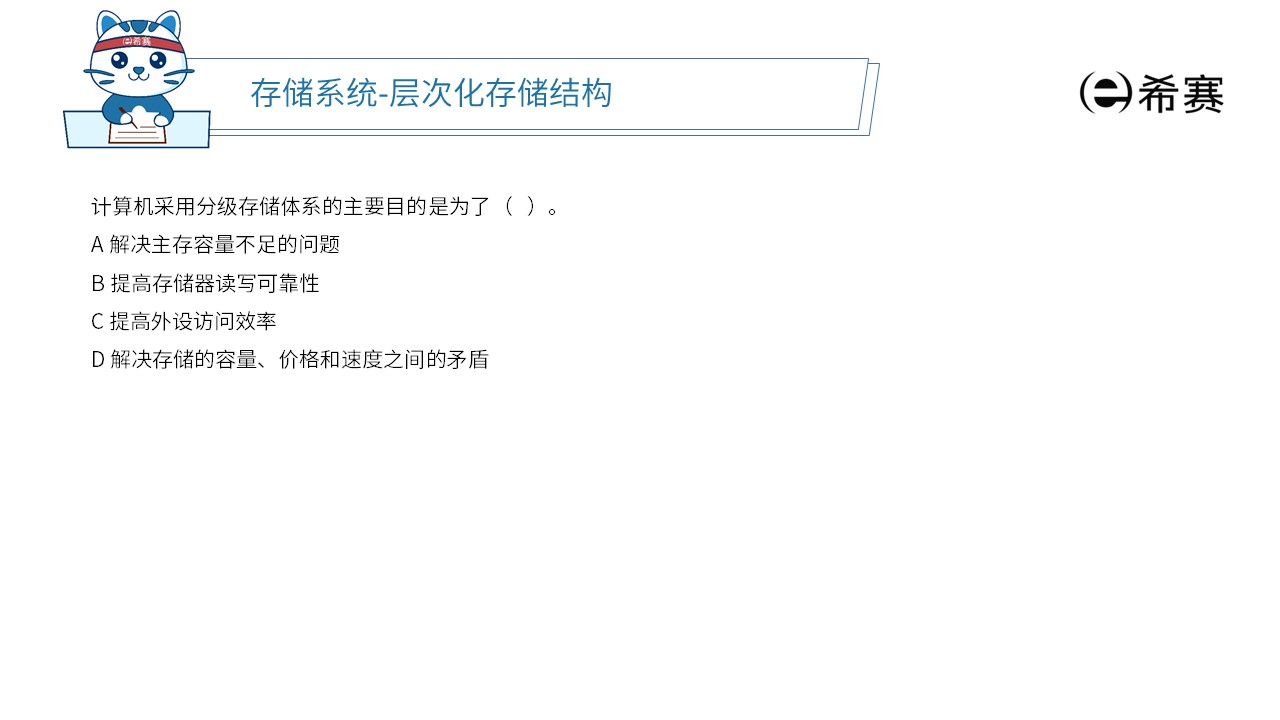 希赛
存储系统-层次化存储结构
希赛
计算机采用分级存储体系的主要目的是为了（ ）。
A 解决主存容量不足的问题
B 提高存储器读写可靠性
C 提高外设访问效率
D 解决存储的容量、价格和速度之间的矛盾